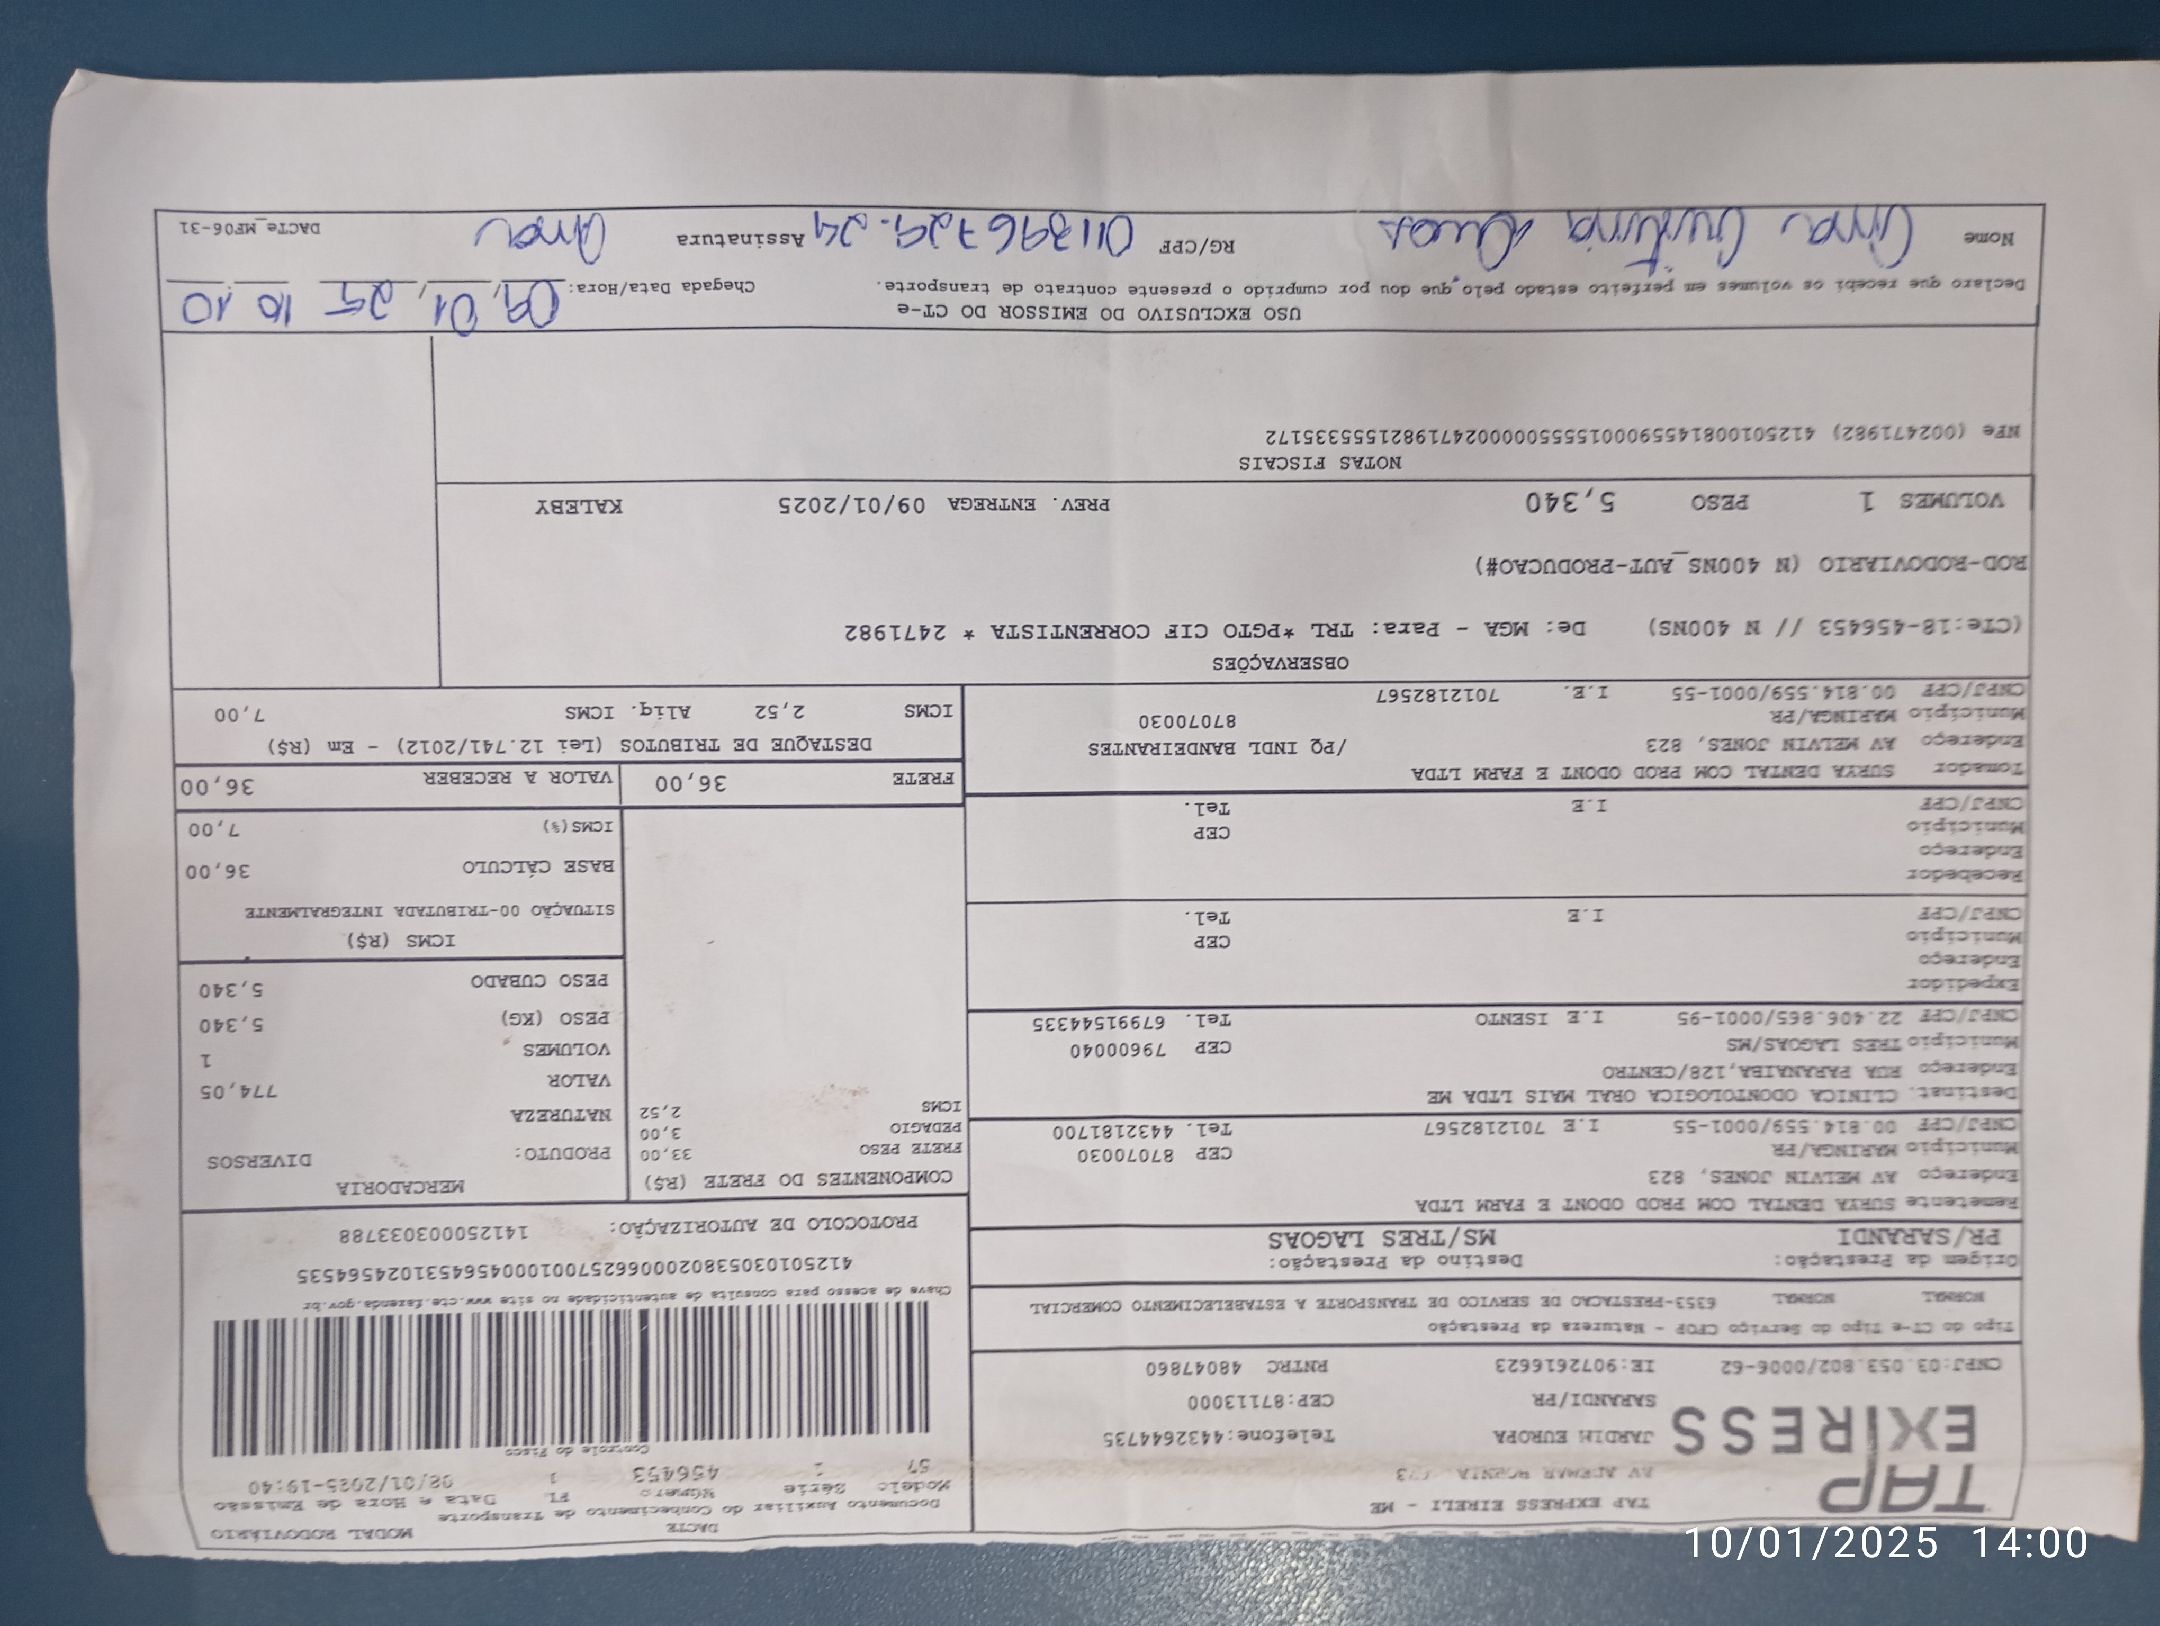 TAP
EXPRESS
TAP EXPRESS EIRELI - ME
AV ADEMAR BORNIA
JARDIM EUROPA Telefone:4432644735
SARANDI/PR CEP:87113000
CNPJ:03.053.802/0006-62 IE:9072616623 RNTRC 48047860
DACTE MODAL RODOVIÁRIO
Documento Auxiliar do Conhecimento de Transporte
Modelo Série Número FL Data e Hora de Emissão
57 1 456453 1 08/01/2025-19:40
Controle do Fisco
Chave de acesso para consulta de autenticidade no site www.cte.fazenda.gov.br
PROTOCOLO DE AUTORIZAÇÃO: 141250003033788
Tipo do CT-e Tipo do Serviço CFOP - Natureza da Prestação
NORMAL NORMAL 6353-PRESTACAO DE SERVICO DE TRANSPORTE A ESTABELECIMENTO COMERCIAL
Origem da Prestação: Destino da Prestação:
PR/SARANDI MS/TRES LAGOAS
Remetente SURYA DENTAL COM PROD ODONT E FARM LTDA
Endereço AV MELVIN JONES, 823
Município MARINGA/PR CEP 87070030
CNPJ/CPF 00.814.559/0001-55 I.E 7012182567 Tel. 4432181700
Destinat. CLINICA ODONTOLOGICA ORAL MAIS LTDA ME
Endereço RUA PARANAIBA,128/CENTRO
Município TRES LAGOAS/MS CEP 79600040
CNPJ/CPF 22.406.865/0001-95 I.E ISENTO Tel. 67991544335
Expedidor
Endereço
Município CEP
CNPJ/CPF I.E Tel.
Recebedor
Endereço
Município CEP
CNPJ/CPF I.E Tel.
Tomador SURYA DENTAL COM PROD ODONT E FARM LTDA
Endereço AV MELVIN JONES, 823 /PQ INDL BANDEIRANTES
Município MARINGA/PR 87070030
CNPJ/CPF 00.814.559/0001-55 I.E. 7012182567
COMPONENTES DO FRETE (R$)
FRETE PESO 33,00
PEDAGIO 3,00
ICMS 2,52
MERCADORIA
PRODUTO: DIVERSOS
NATUREZA
VALOR 774,05
VOLUMES 1
PESO (KG) 5,340
PESO CUBADO 5,340
ICMS (R$)
SITUAÇÃO 00-TRIBUTADA INTEGRALMENTE
BASE CÁLCULO 36,00
ICMS(%) 7,00
FRETE 36,00 VALOR A RECEBER 36,00
DESTAQUE DE TRIBUTOS (Lei 12.741/2012) - Em (R$)
ICMS 2,52 Aliq. ICMS 7,00
OBSERVAÇÕES
(CTe:18-456453 // N 400NS) De: MGA - Para: TRL *PGTO CIF CORRENTISTA * 2471982
ROD-RODOVIARIO (N 400NS_AUT-PRODUCAO#)
VOLUMES 1 PESO 5,340 PREV. ENTREGA 09/01/2025 KALEBY
NOTAS FISCAIS
NFe (002471982) 41250100814559000155550000024719821555335172
USO EXCLUSIVO DO EMISSOR DO CT-e
Declaro que recebi os volumes em perfeito estado pelo que dou por cumprido o presente contrato de transporte. Chegada Data/Hora: 09/01/25 10:10
Nome Ana RG/CPF 011396729.24 Assinatura Ana DACTe_MF06-31
10/01/2025 14:00